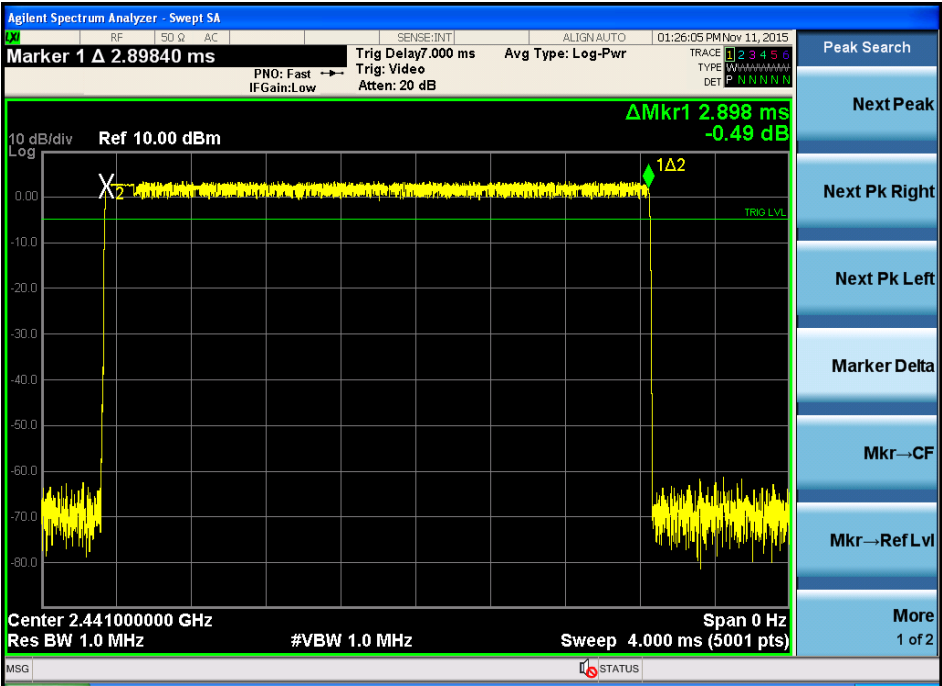 Agilent Spectrum Analyzer - Swept SA
LXI RF 50 Ω AC SENSE:INT ALIGN AUTO 01:26:05 PM Nov 11, 2015
Marker 1 Δ 2.89840 ms
PNO: Fast
IFGain:Low
Trig Delay7.000 ms
Trig: Video
Atten: 20 dB
Avg Type: Log-Pwr
TRACE 1 2 3 4 5 6
TYPE WWWWWW
DET P N N N N N
ΔMkr1 2.898 ms
-0.49 dB
10 dB/div Ref 10.00 dBm
Log
1Δ2
X2
0.00
TRIG LVL
-10.0
-20.0
-30.0
-40.0
-50.0
-60.0
-70.0
-80.0
Center 2.441000000 GHz Span 0 Hz
Res BW 1.0 MHz #VBW 1.0 MHz Sweep 4.000 ms (5001 pts)
MSG STATUS
Peak Search
Next Peak
Next Pk Right
Next Pk Left
Marker Delta
Mkr→CF
Mkr→Ref Lvl
More
1 of 2